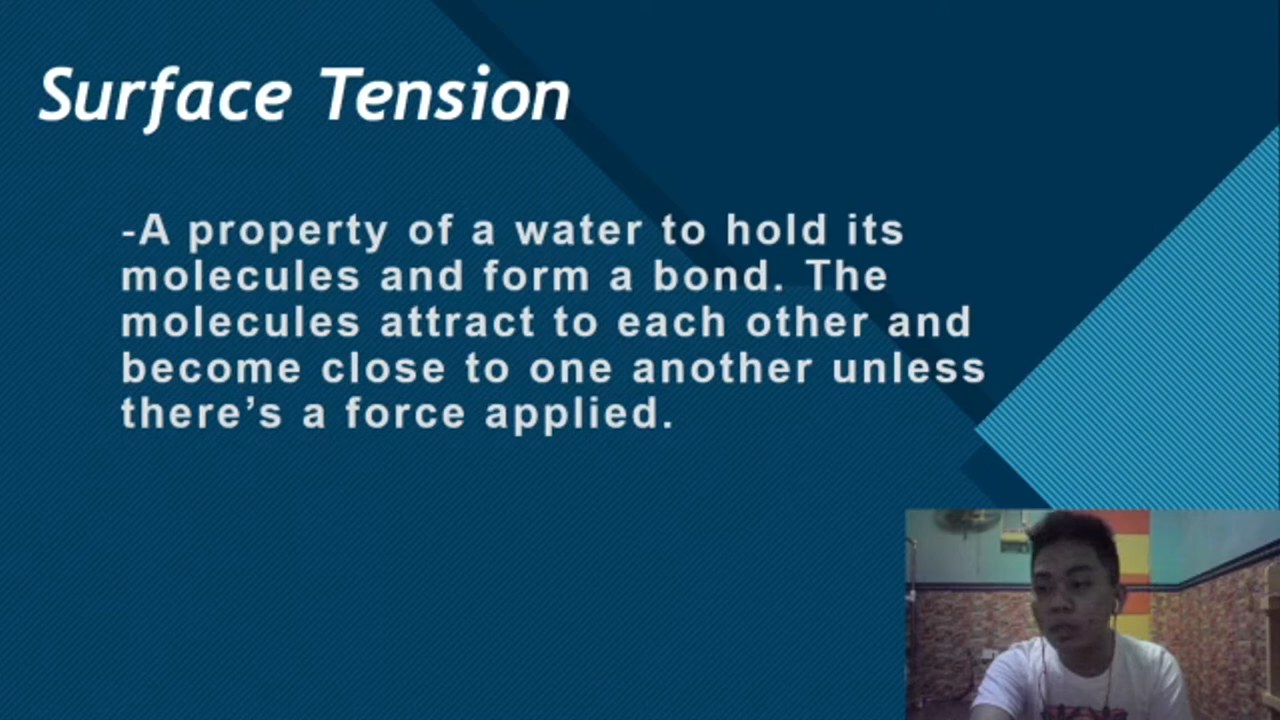 Surface Tension
-A property of a water to hold its
molecules and form a bond. The
molecules attract to each other and
become close to one another unless
there’s a force applied.